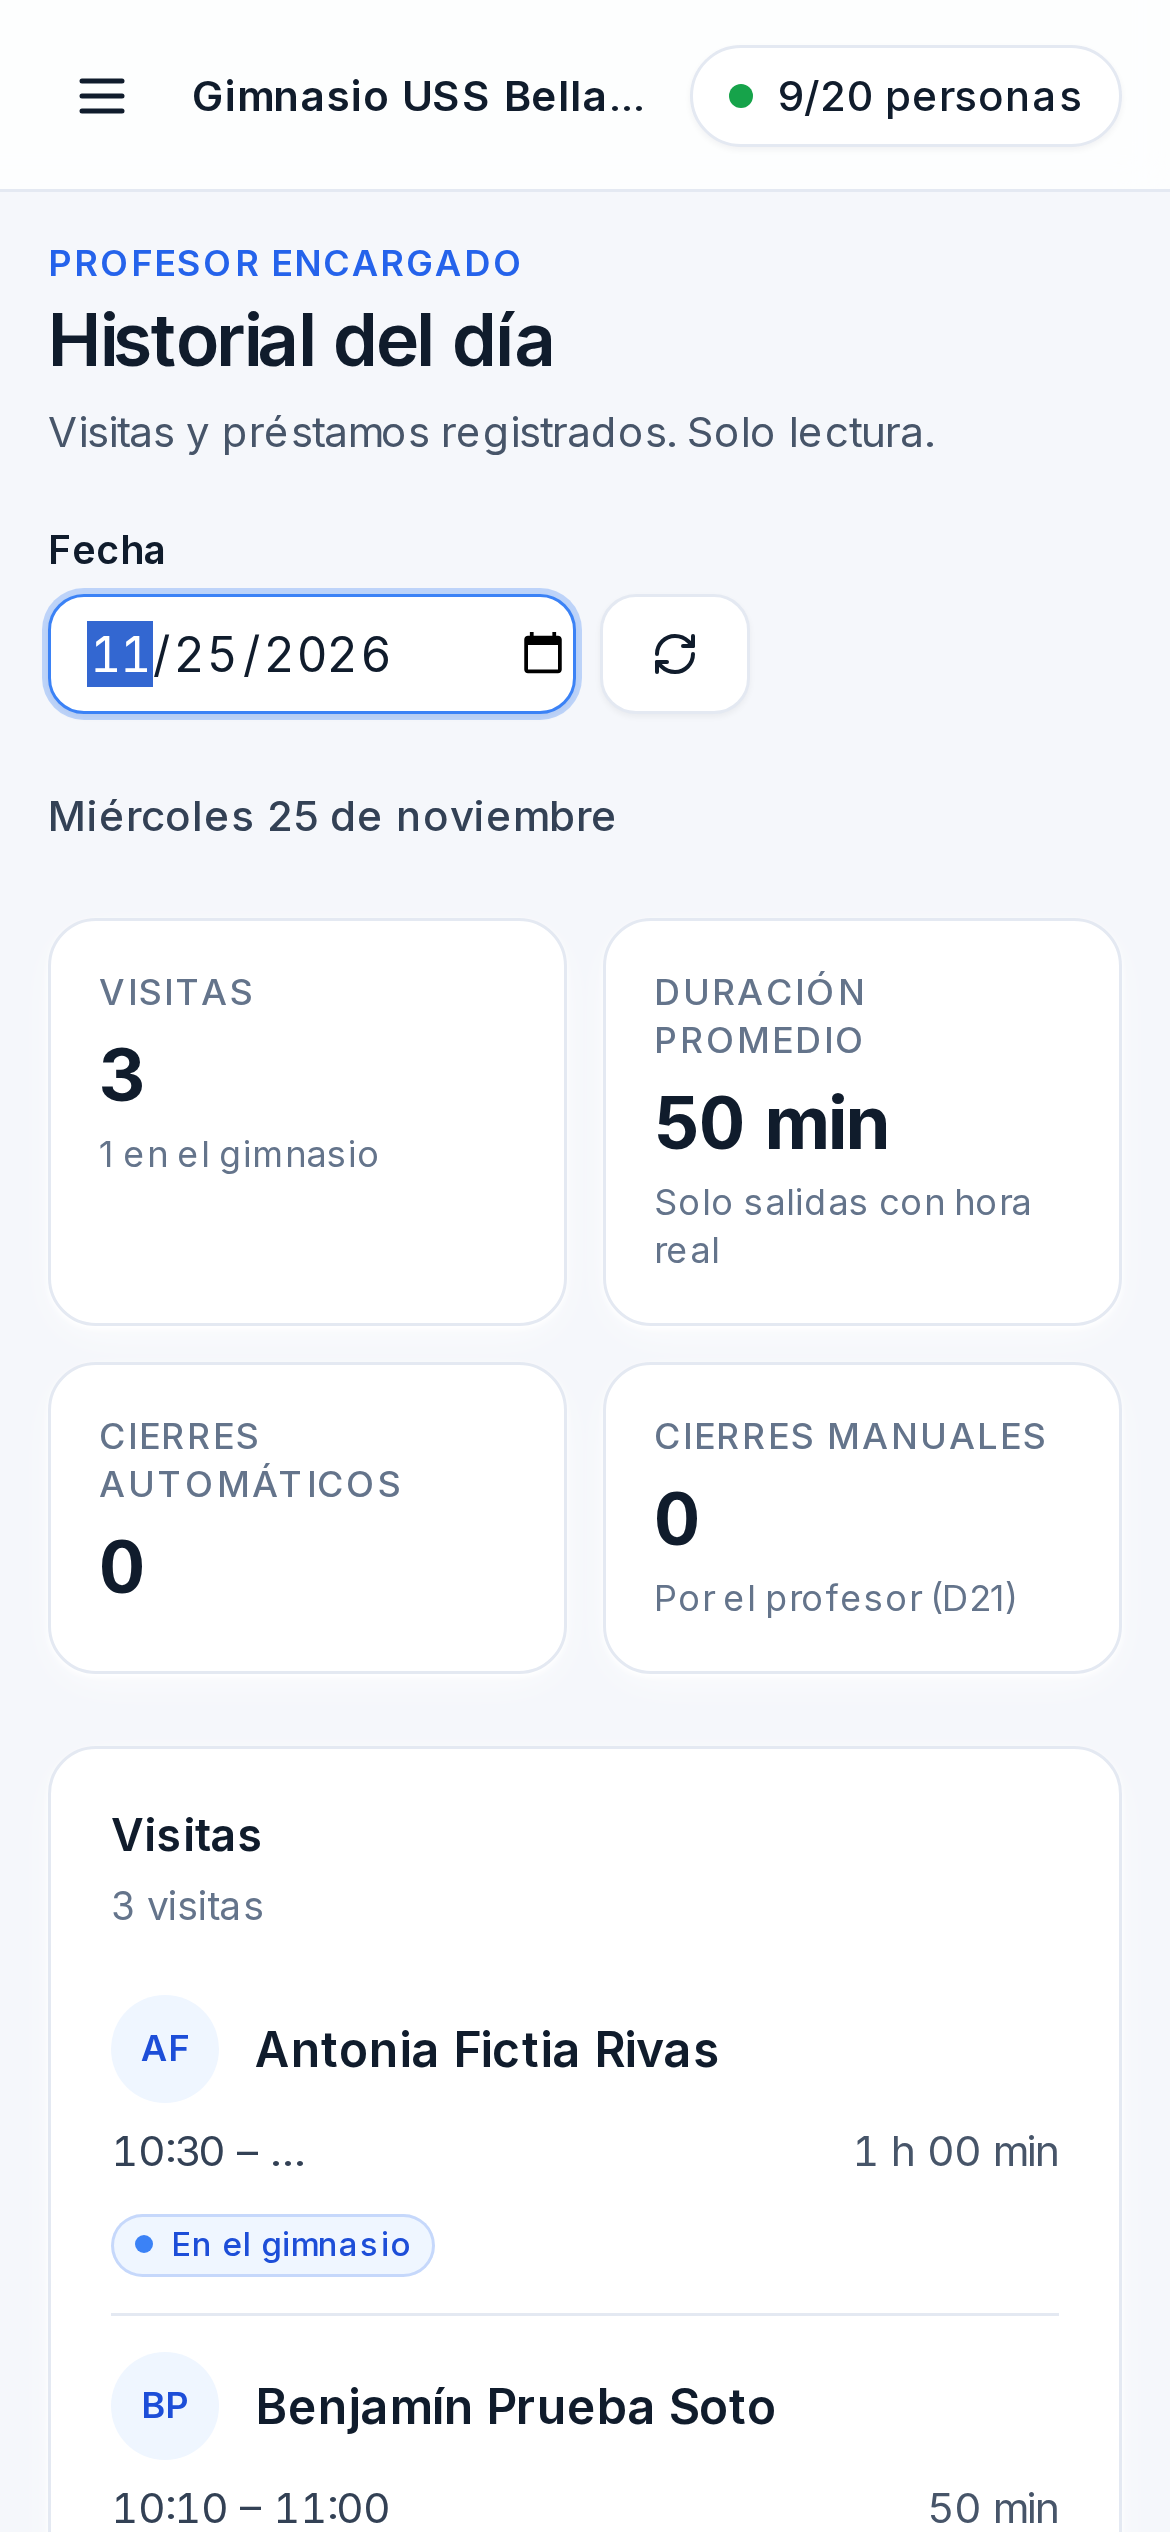 Gimnasio USS Bella...
9/20 personas
PROFESOR ENCARGADO
Historial del día
Visitas y préstamos registrados. Solo lectura.
Fecha
11/25/2026
Miércoles 25 de noviembre
VISITAS
3
1 en el gimnasio
DURACIÓN
PROMEDIO
50 min
Solo salidas con hora
real
CIERRES
AUTOMÁTICOS
0
CIERRES MANUALES
0
Por el profesor (D21)
Visitas
3 visitas
AF
Antonia Fictia Rivas
10:30 – ...
1 h 00 min
En el gimnasio
BP
Benjamín Prueba Soto
10:10 – 11:00
50 min